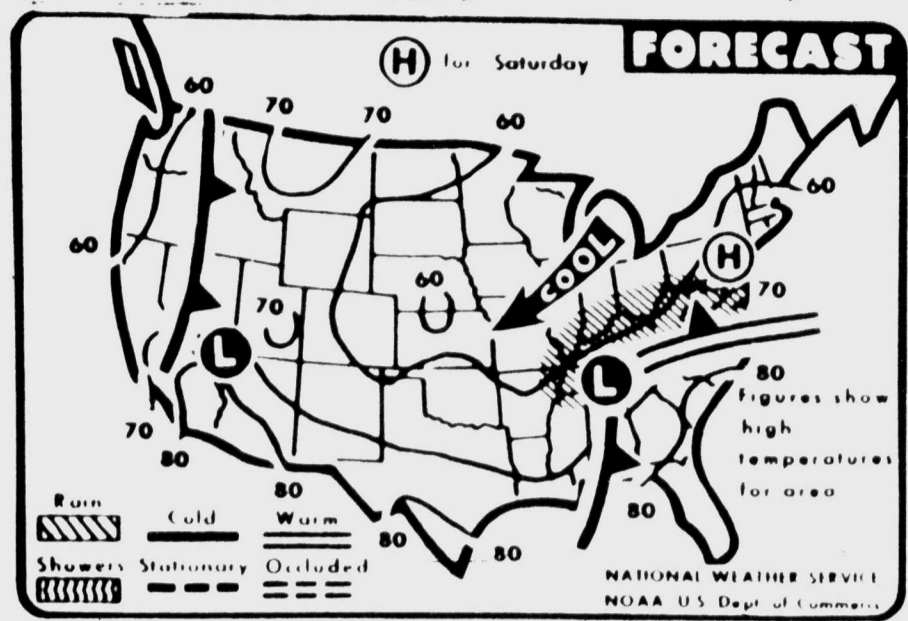 FORECAST
H for Saturday
60
70
70
60
60
60
H
COOL
60
70
70
L
L
80
Figures show
high
temperatures
for area
70
80
80
80
80
80
Rain
Cold
Warm
Showers
Stationary
Occluded
NATIONAL WEATHER SERVICE
NOAA U S Dept of Commerce